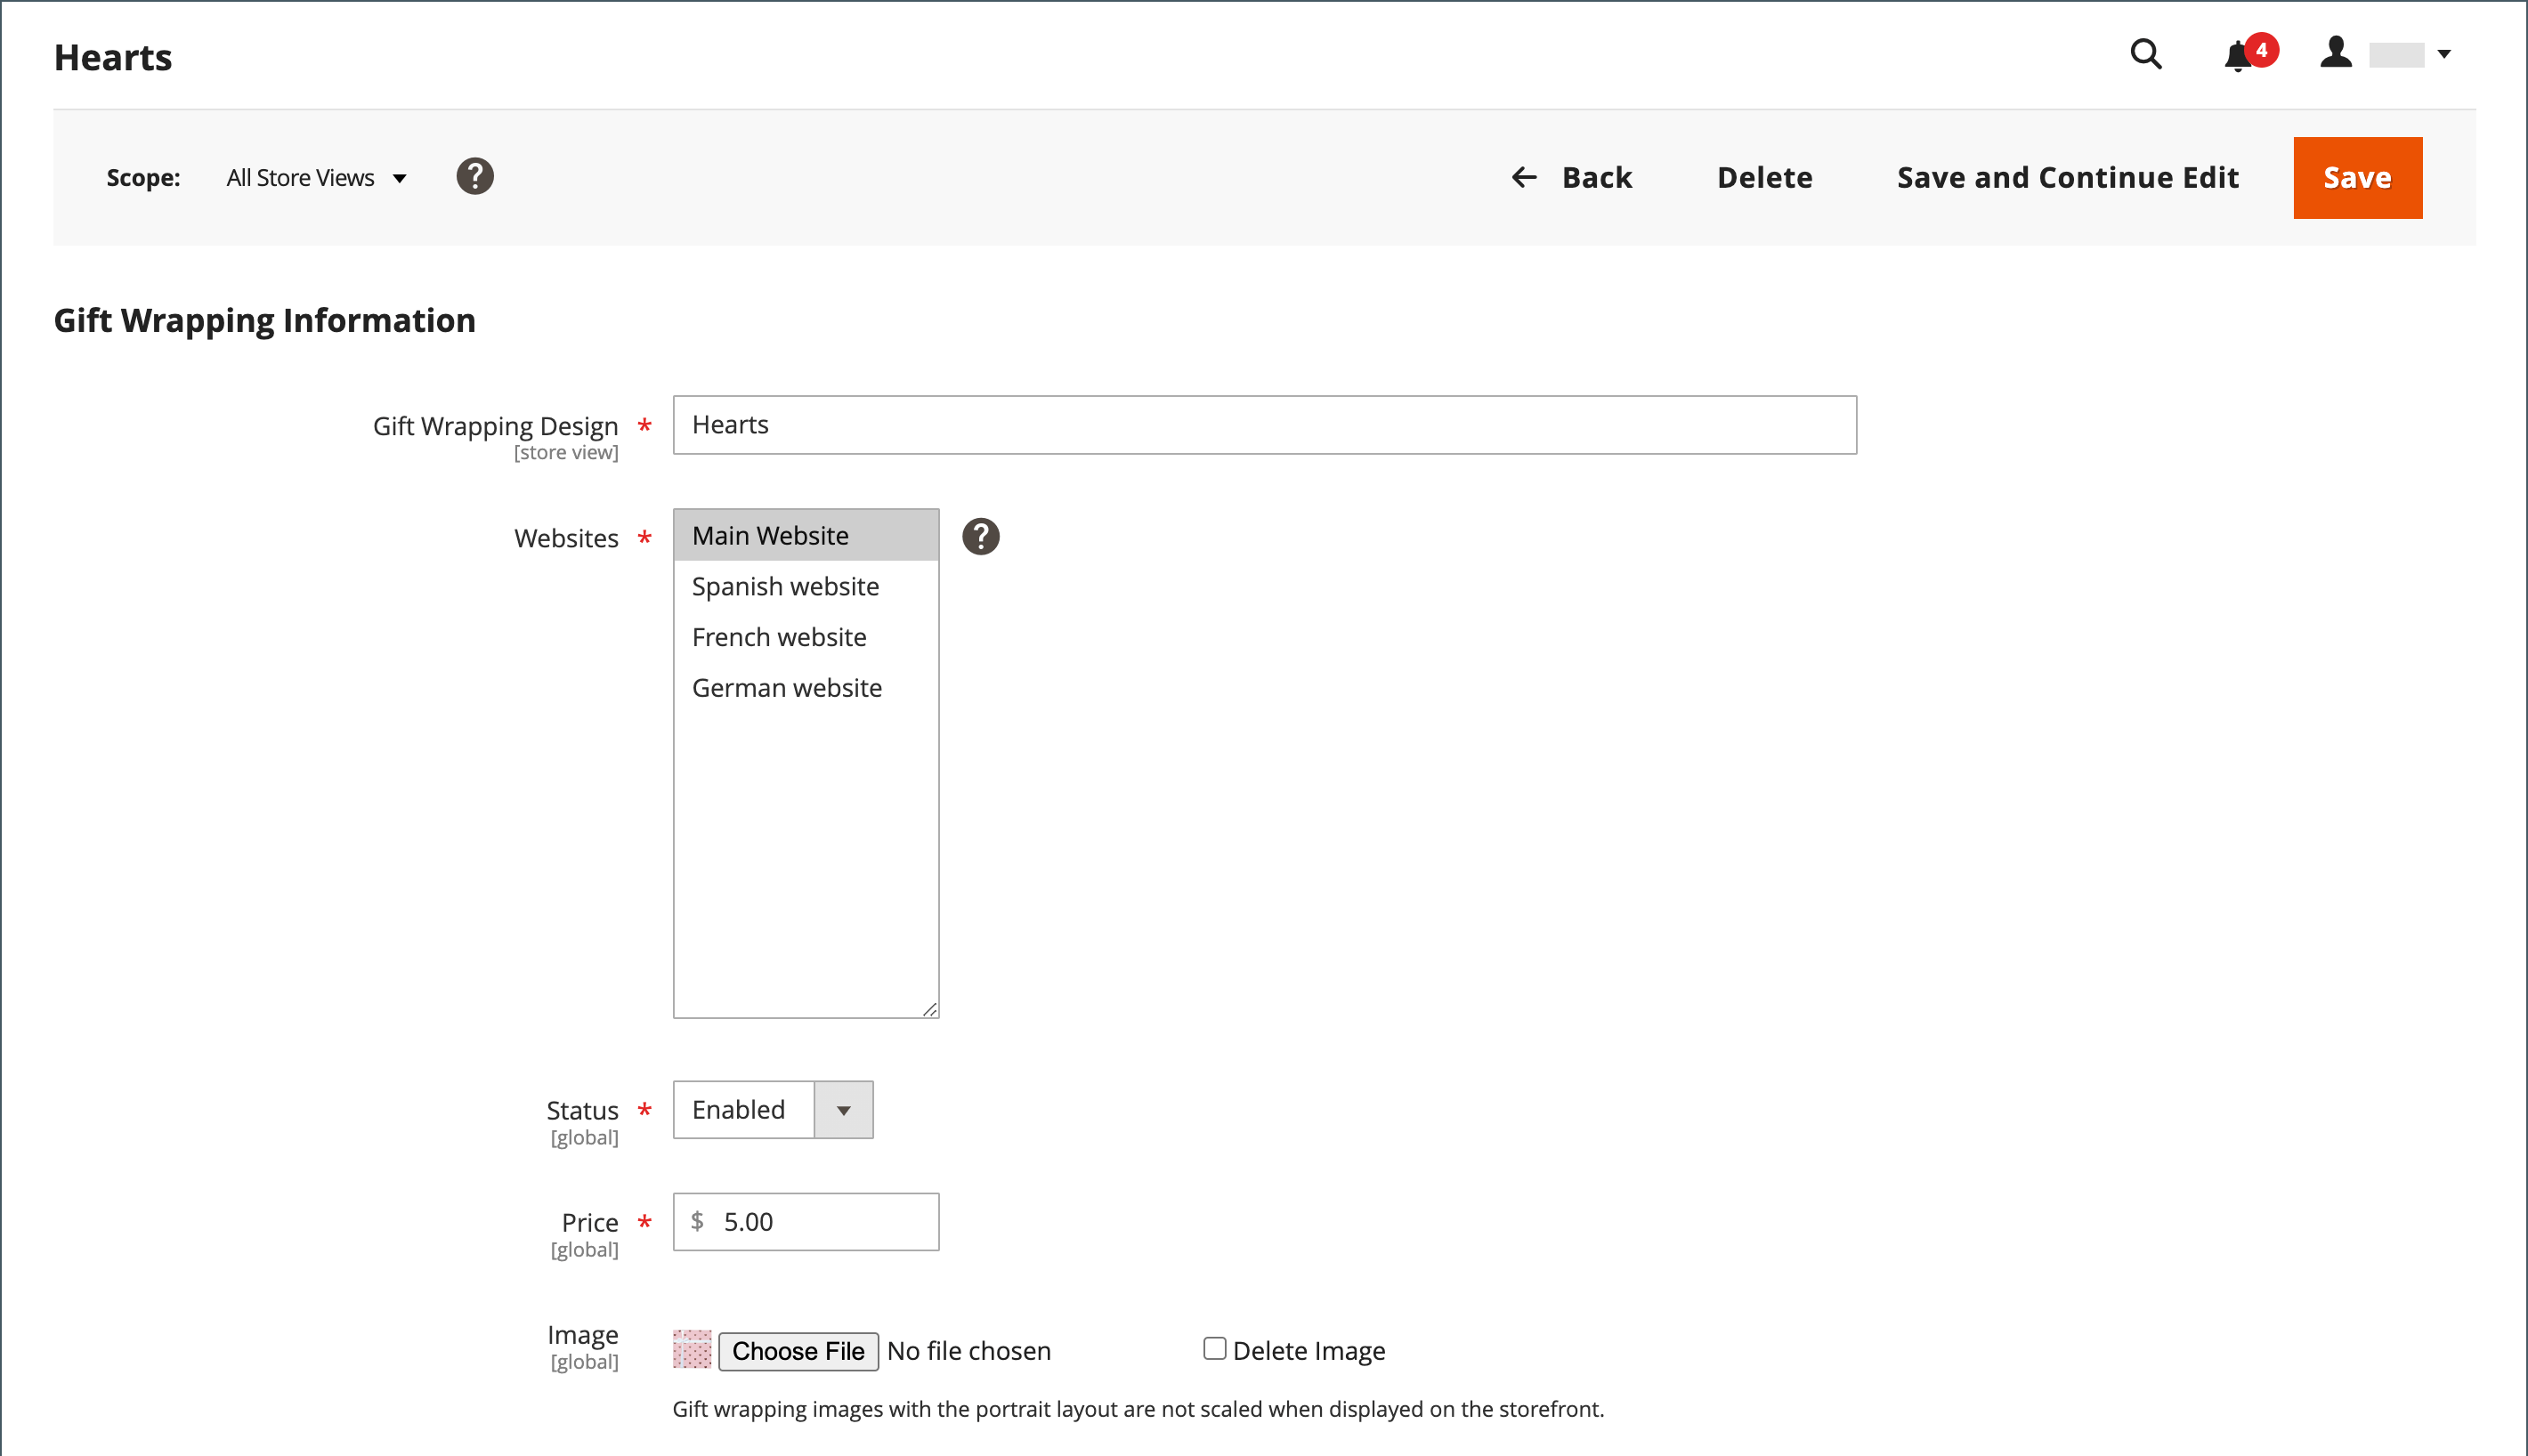 Hearts
4
Scope: All Store Views ? Back Delete Save and Continue Edit Save
Gift Wrapping Information
Gift Wrapping Design * Hearts
[store view]
Websites * Main Website ?
Spanish website
French website
German website
Status * Enabled
[global]
Price * $ 5.00
[global]
Image Choose File No file chosen Delete Image
[global]
Gift wrapping images with the portrait layout are not scaled when displayed on the storefront.